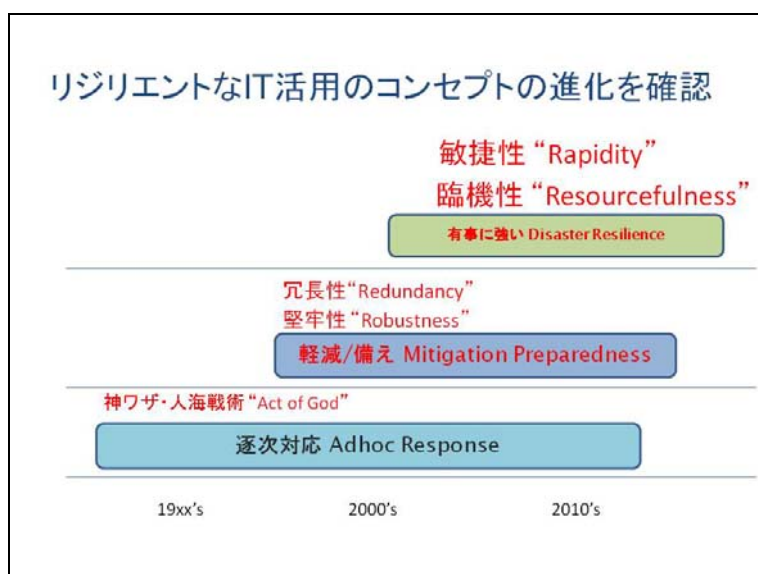 リジリエントなIT活用のコンセプトの進化を確認
敏捷性 “Rapidity”
臨機性 “Resourcefulness”
有事に強い Disaster Resilience
冗長性“Redundancy”
堅牢性 “Robustness”
軽減/備え Mitigation Preparedness
神ワザ・人海戦術 “Act of God”
逐次対応 Adhoc Response
19xx’s 2000’s 2010’s